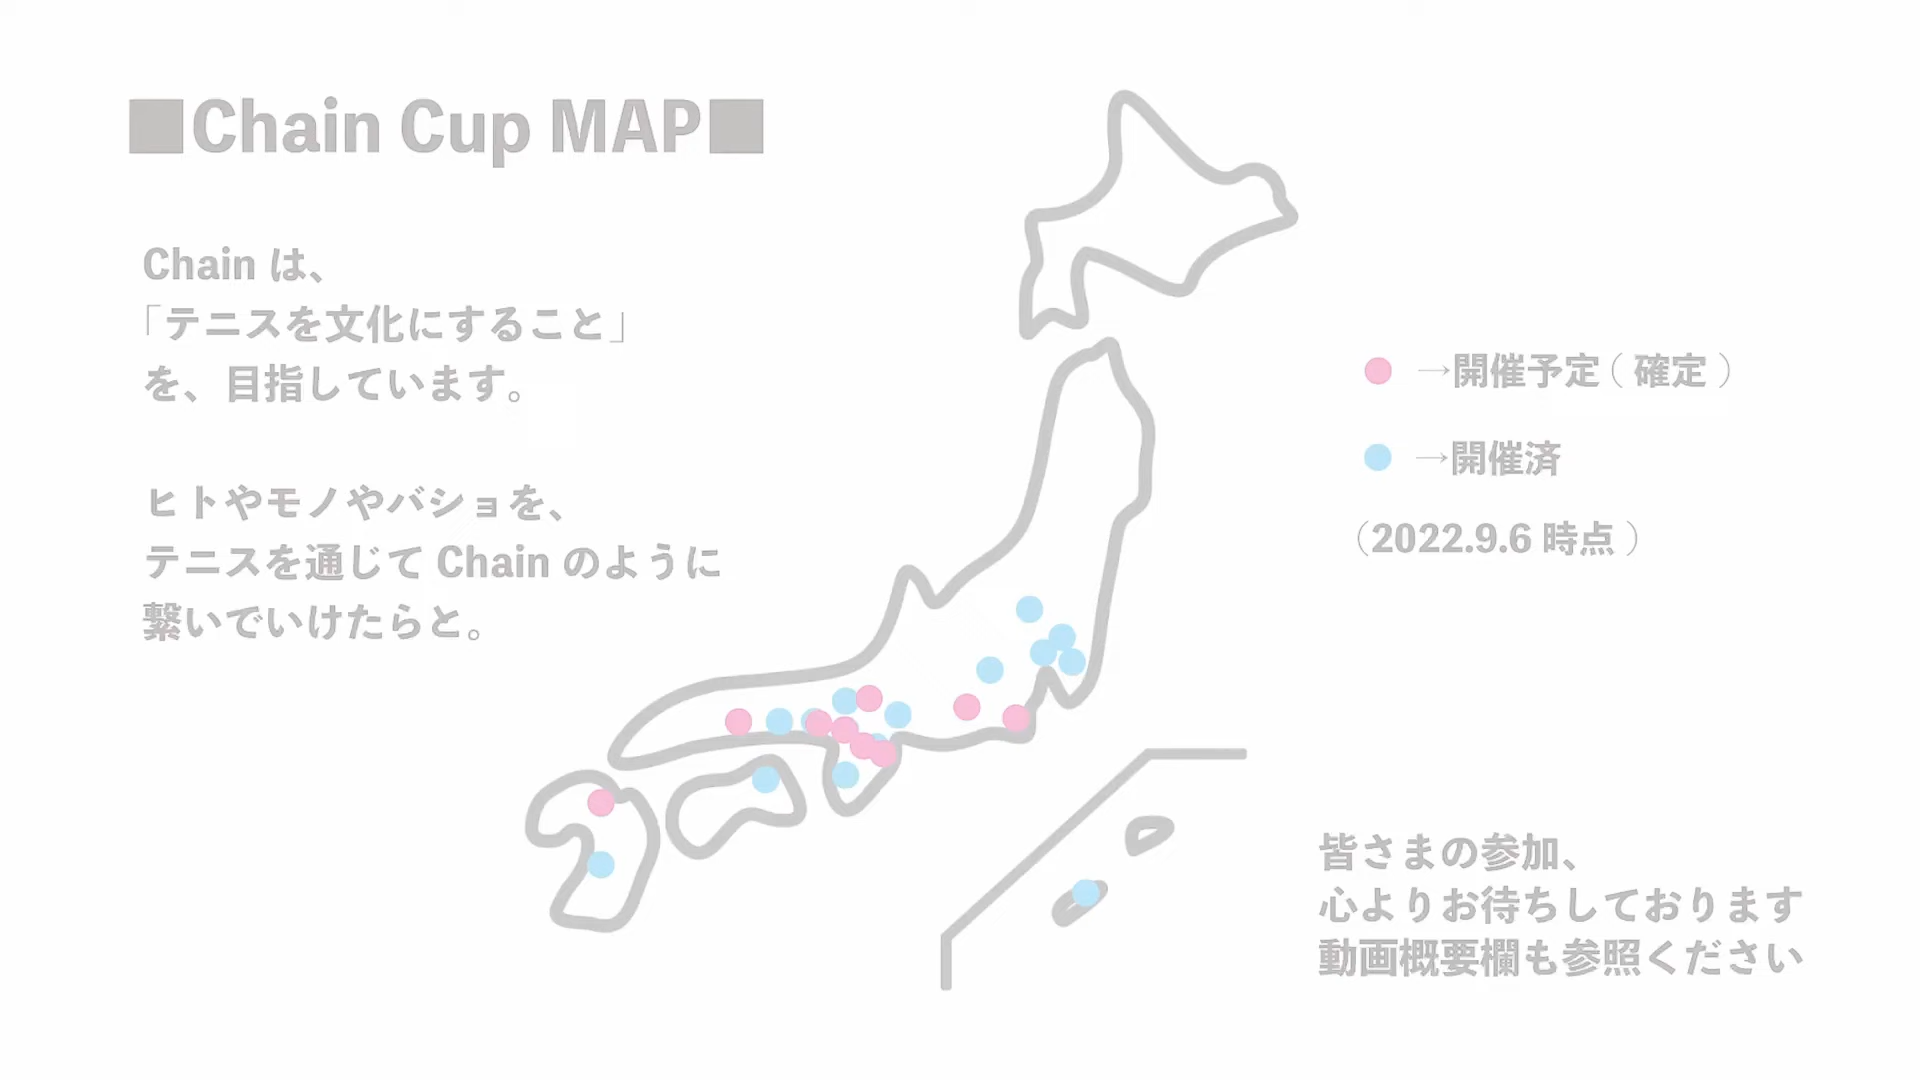 ■Chain Cup MAP■
Chain は、
「テニスを文化にすること」
を、目指しています。
ヒトやモノやバショを、
テニスを通じて Chain のように
繋いでいけたらと。
→開催予定( 確定 )
→開催済
(2022.9.6 時点 )
皆さまの参加、
心よりお待ちしております
動画概要欄も参照ください